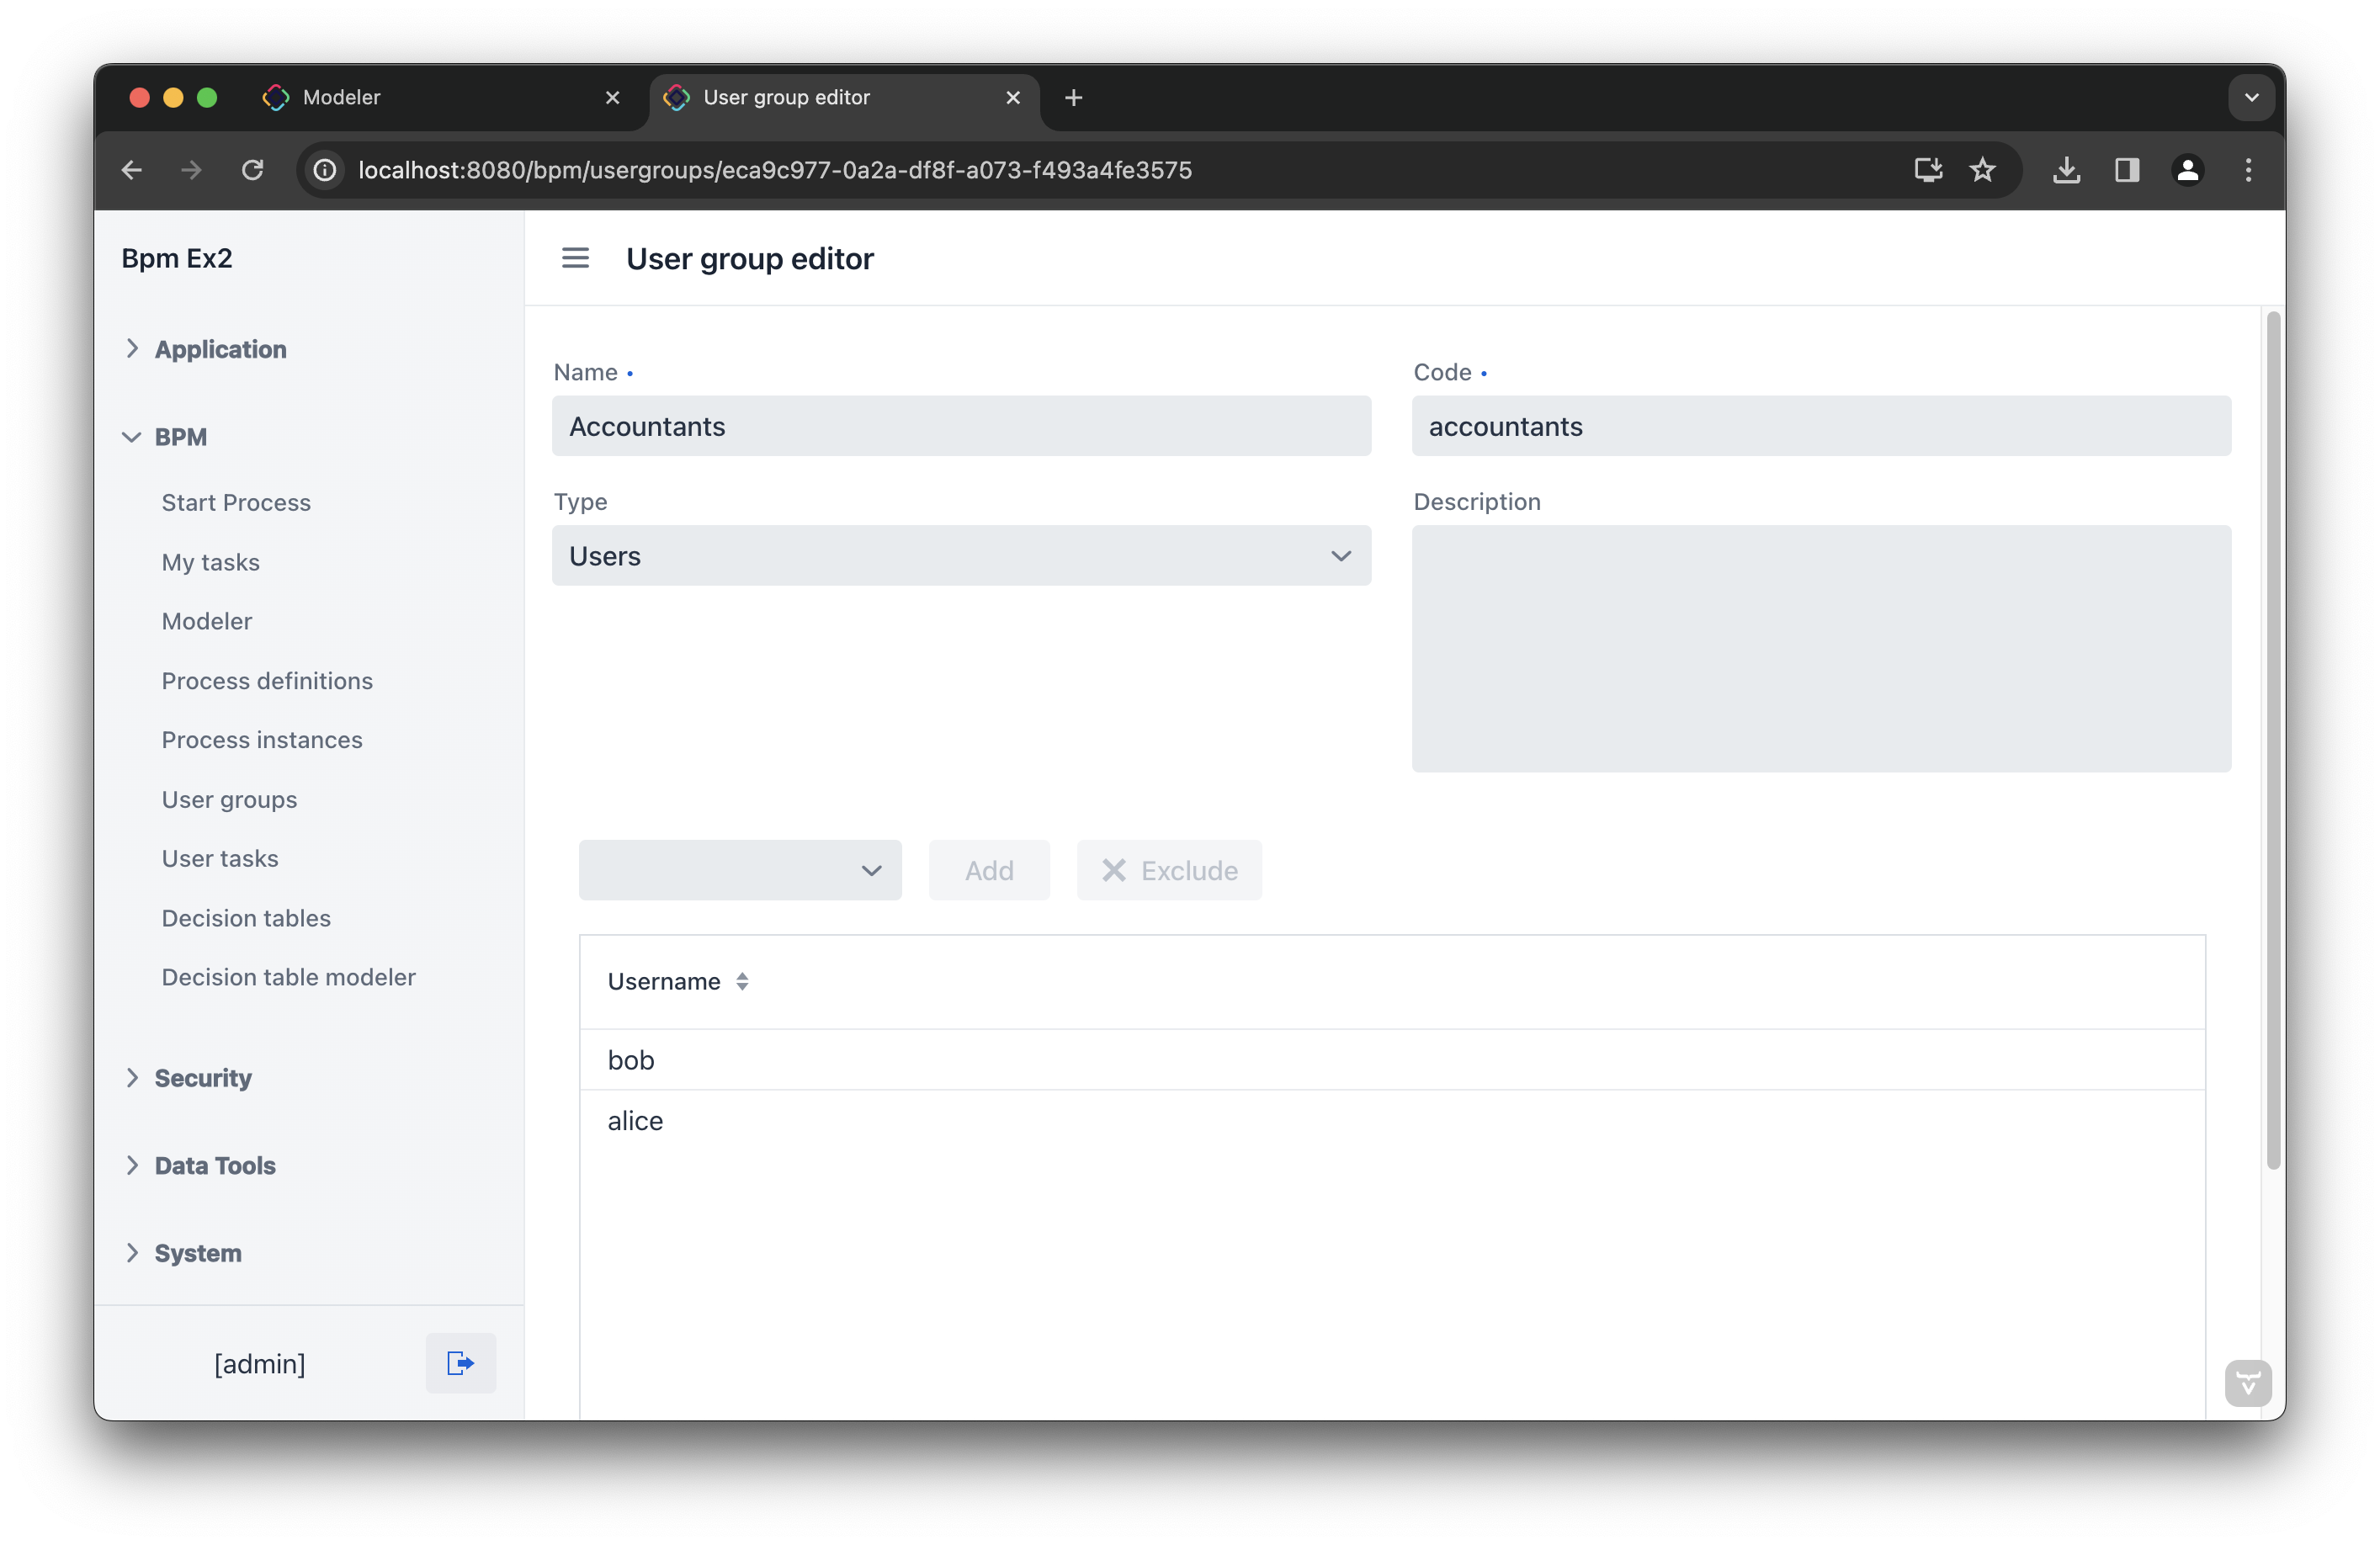 Modeler
User group editor
localhost:8080/bpm/usergroups/eca9c977-0a2a-df8f-a073-f493a4fe3575
Bpm Ex2
User group editor
Application
BPM
Start Process
My tasks
Modeler
Process definitions
Process instances
User groups
User tasks
Decision tables
Decision table modeler
Security
Data Tools
System
[admin]
Name •
Code •
Accountants
accountants
Type
Description
Users
Add
Exclude
Username
bob
alice